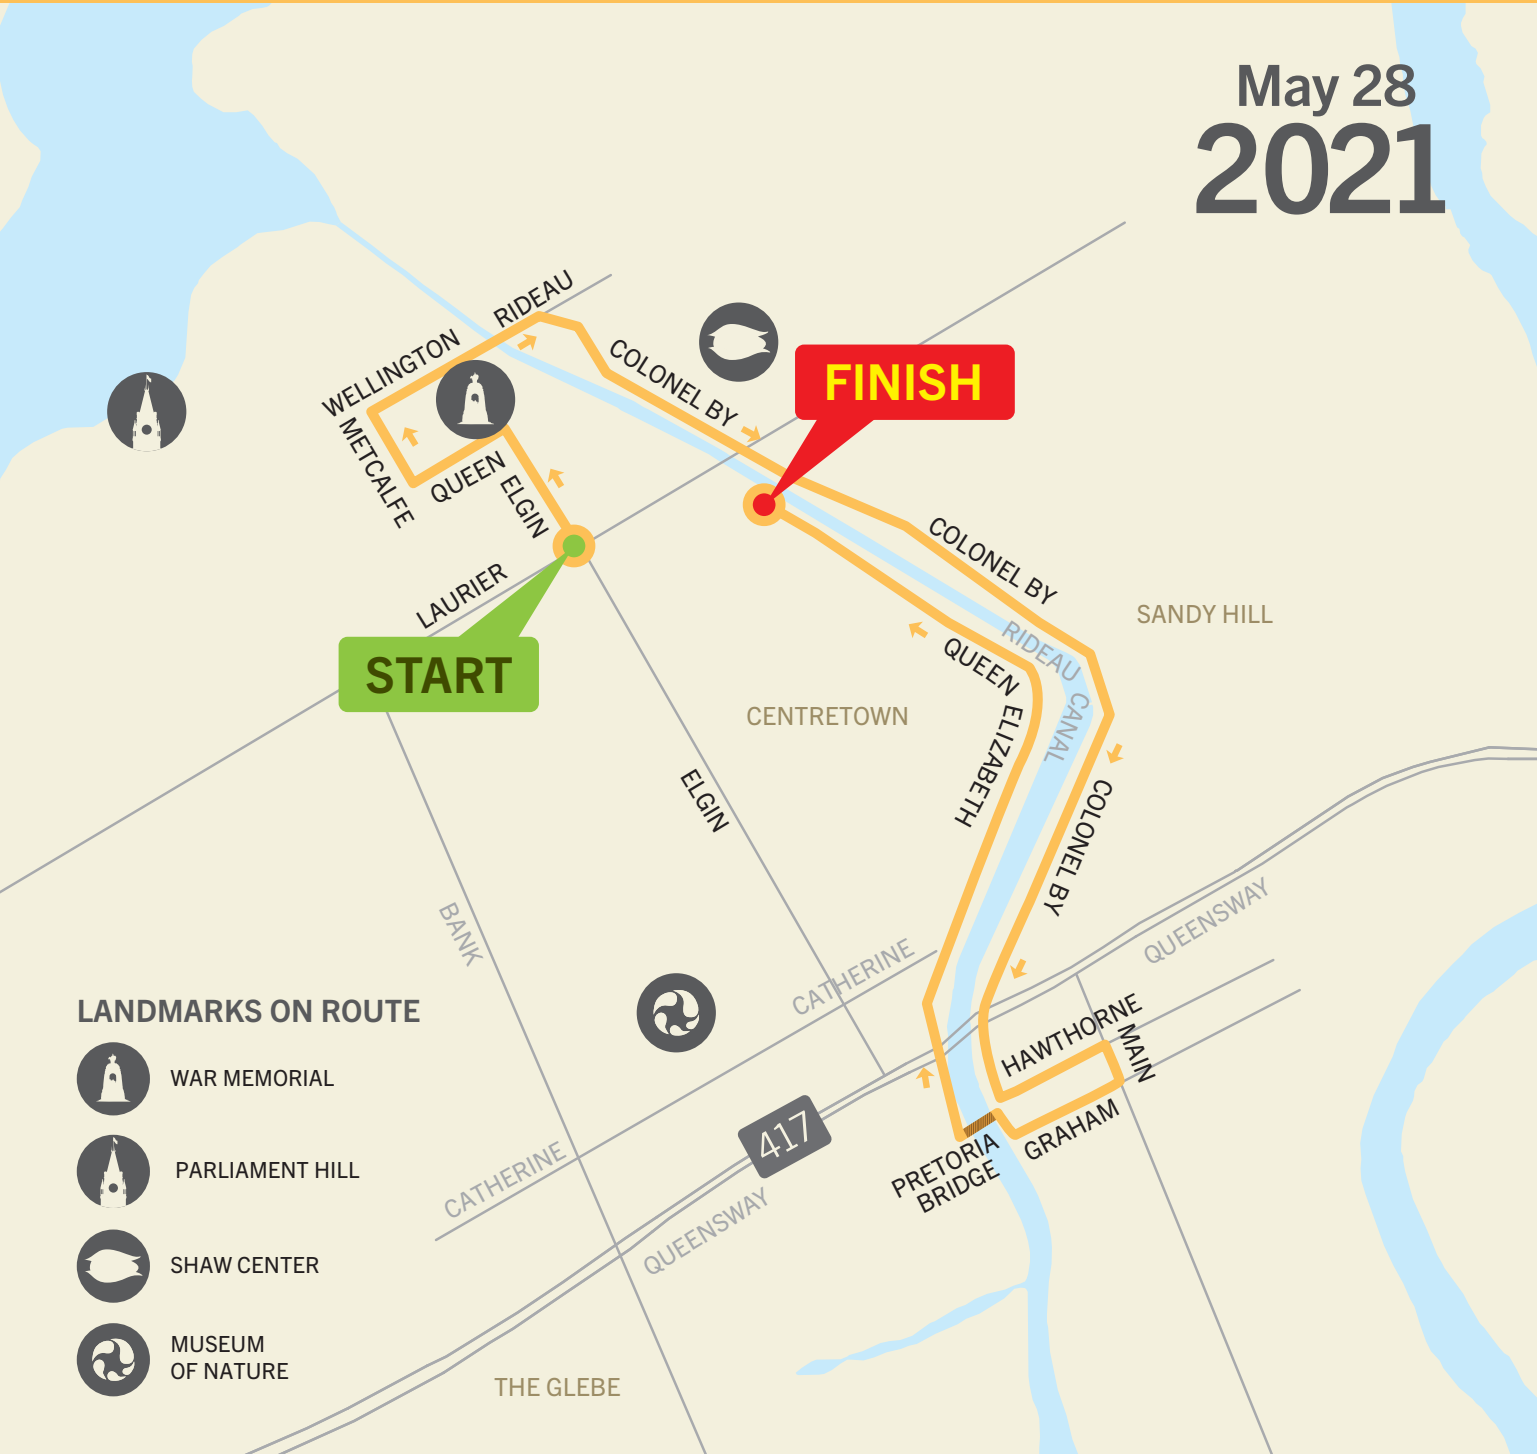 May 28
2021
RIDEAU
WELLINGTON
COLONEL BY
FINISH
METCALFE
QUEEN
ELGIN
LAURIER
START
COLONEL BY
SANDY HILL
RIDEAU
CANAL
QUEEN
ELIZABETH
CENTRETOWN
ELGIN
COLONEL BY
BANK
CATHERINE
QUEENSWAY
HAWTHORNE
MAIN
GRAHAM
PRETORIA
BRIDGE
417
CATHERINE
QUEENSWAY
THE GLEBE
LANDMARKS ON ROUTE
WAR MEMORIAL
PARLIAMENT HILL
SHAW CENTER
MUSEUM
OF NATURE